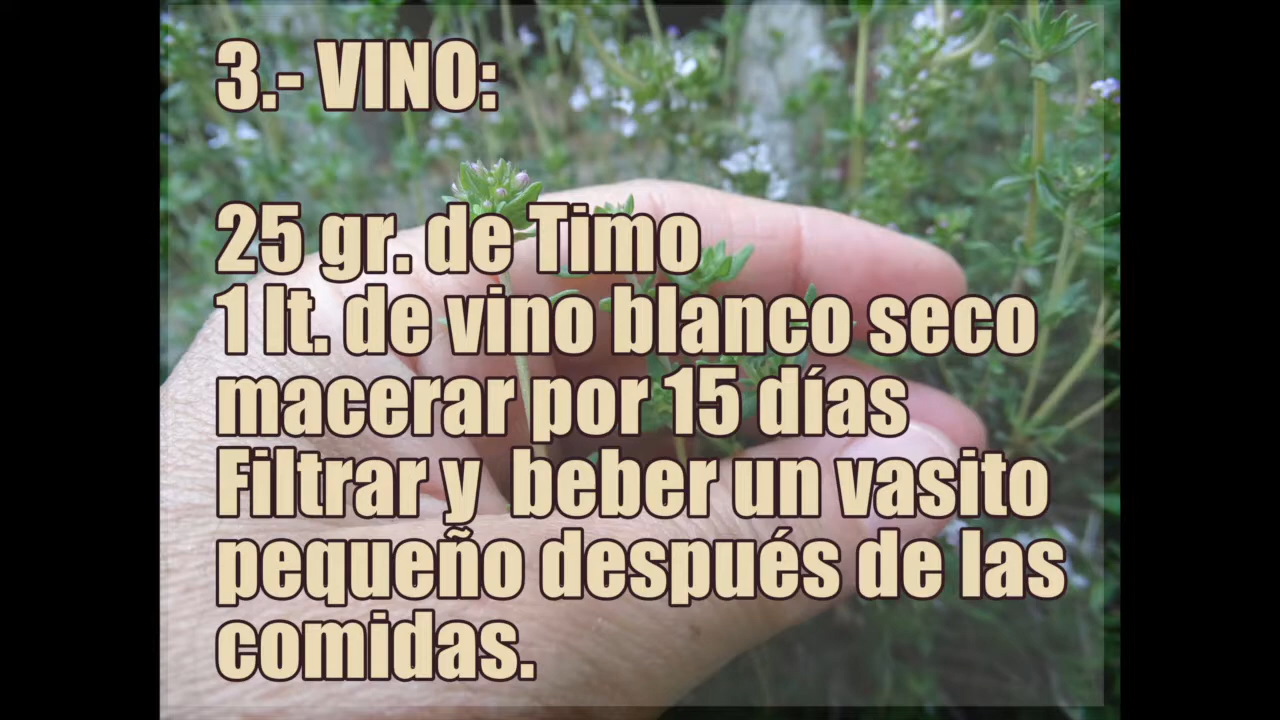 3.- VINO:
25 gr. de Timo
1 lt. de vino blanco seco
macerar por 15 días
Filtrar y beber un vasito
pequeño después de las
comidas.